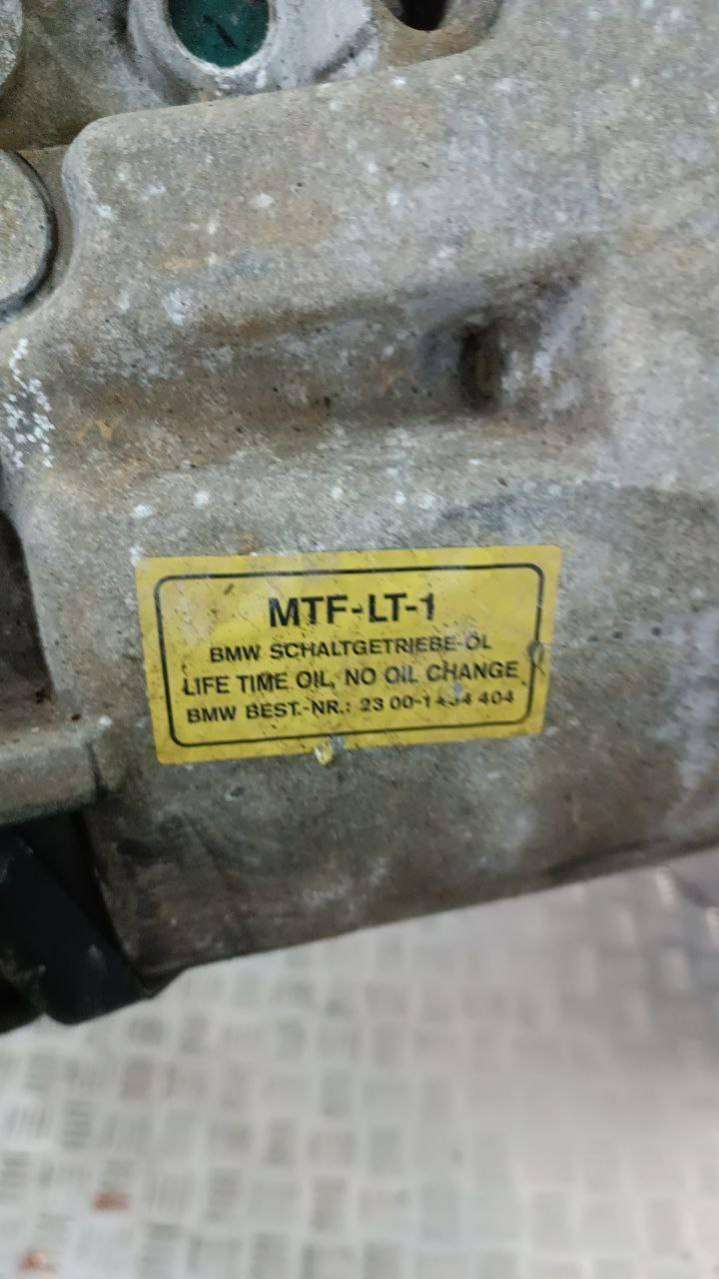 MTF-LT-1
BMW SCHALTGETRIEBE-ÖL
LIFE TIME OIL, NO OIL CHANGE
BMW BEST.-NR.: 23 00-1 434 404